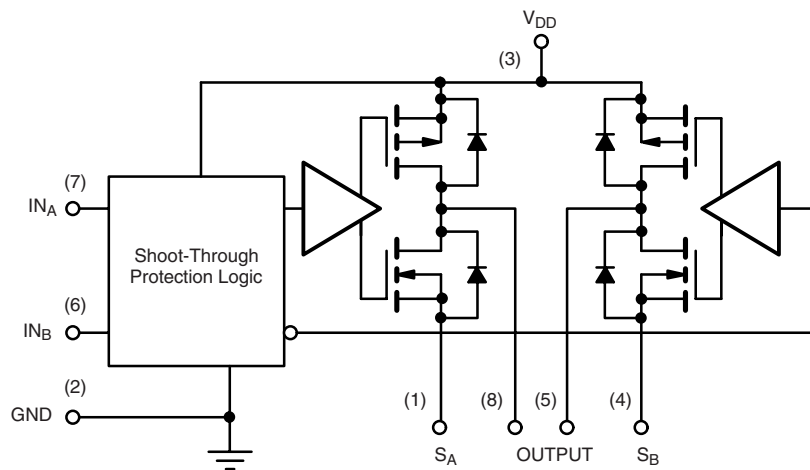 V_DD
(3)
(7)
IN_A
Shoot-Through
Protection Logic
(6)
IN_B
(2)
GND
(1)
(8)
(5)
(4)
S_A
OUTPUT
S_B